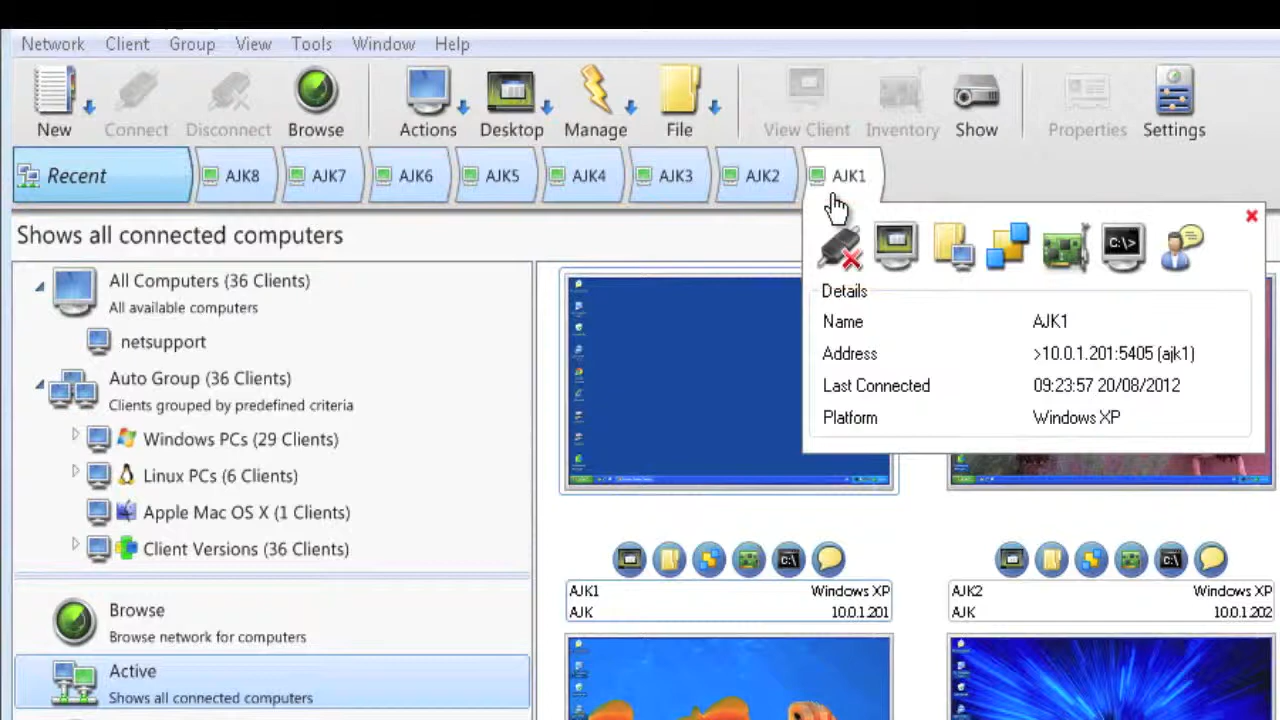 Network Client Group View Tools Window Help
New Connect Disconnect Browse Actions Desktop Manage File View Client Inventory Show Properties Settings
Recent AJK8 AJK7 AJK6 AJK5 AJK4 AJK3 AJK2 AJK1
Shows all connected computers
All Computers (36 Clients)
All available computers
netsupport
Auto Group (36 Clients)
Clients grouped by predefined criteria
Windows PCs (29 Clients)
Linux PCs (6 Clients)
Apple Mac OS X (1 Clients)
Client Versions (36 Clients)
Browse
Browse network for computers
Active
Shows all connected computers
C:\>
Details
Name AJK1
Address >10.0.1.201:5405 (ajk1)
Last Connected 09:23:57 20/08/2012
Platform Windows XP
C:\
C:\
AJK1 Windows XP
AJK 10.0.1.201
AJK2 Windows XP
AJK 10.0.1.202